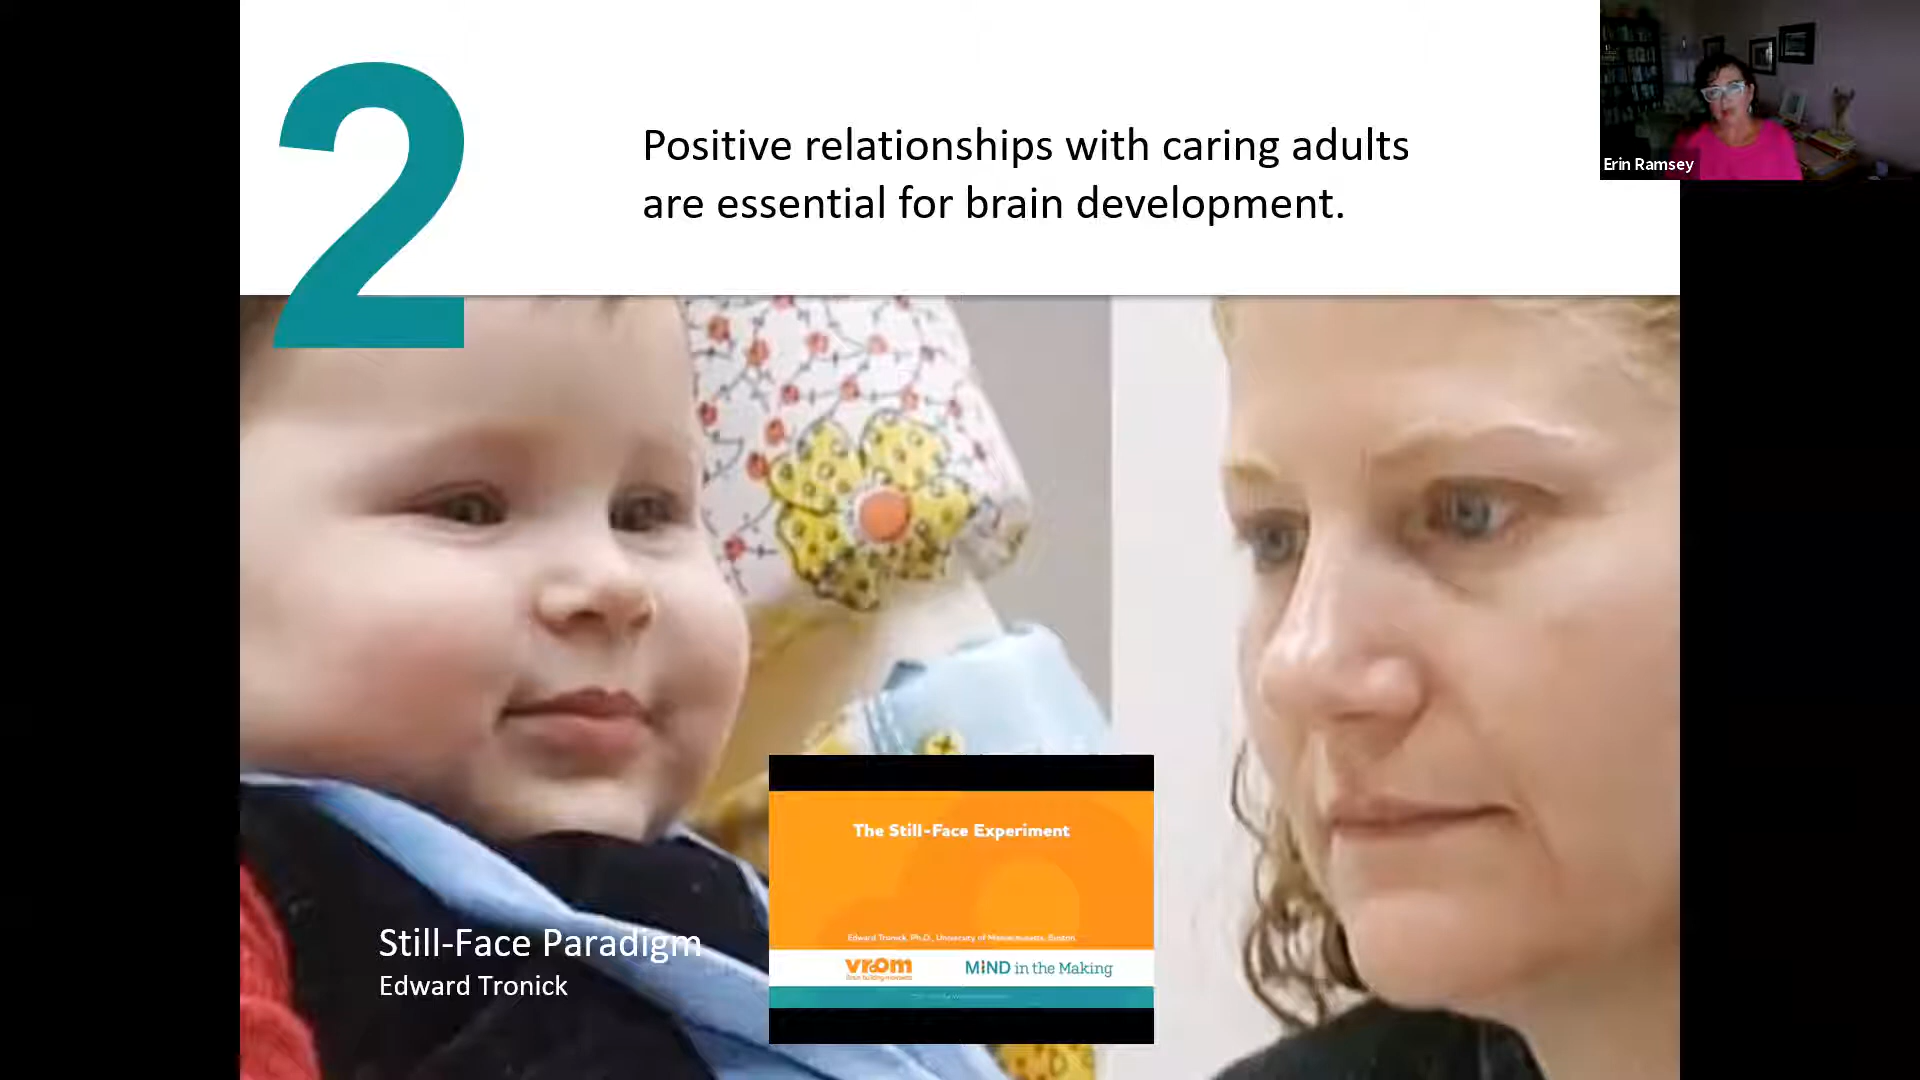 2
Positive relationships with caring adults
are essential for brain development.
Erin Ramsey
The Still-Face Experiment
Edward Tronick, Ph.D., University of Massachusetts, Boston
vroom
MiND in the Making
Still-Face Paradigm
Edward Tronick